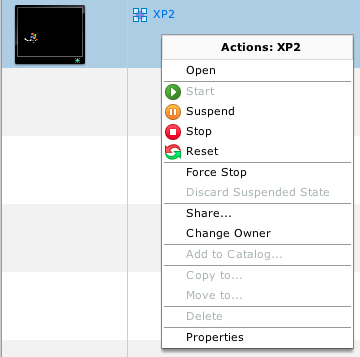 XP2
Actions: XP2
Open
Start
Suspend
Stop
Reset
Force Stop
Discard Suspended State
Share...
Change Owner
Add to Catalog...
Copy to...
Move to...
Delete
Properties